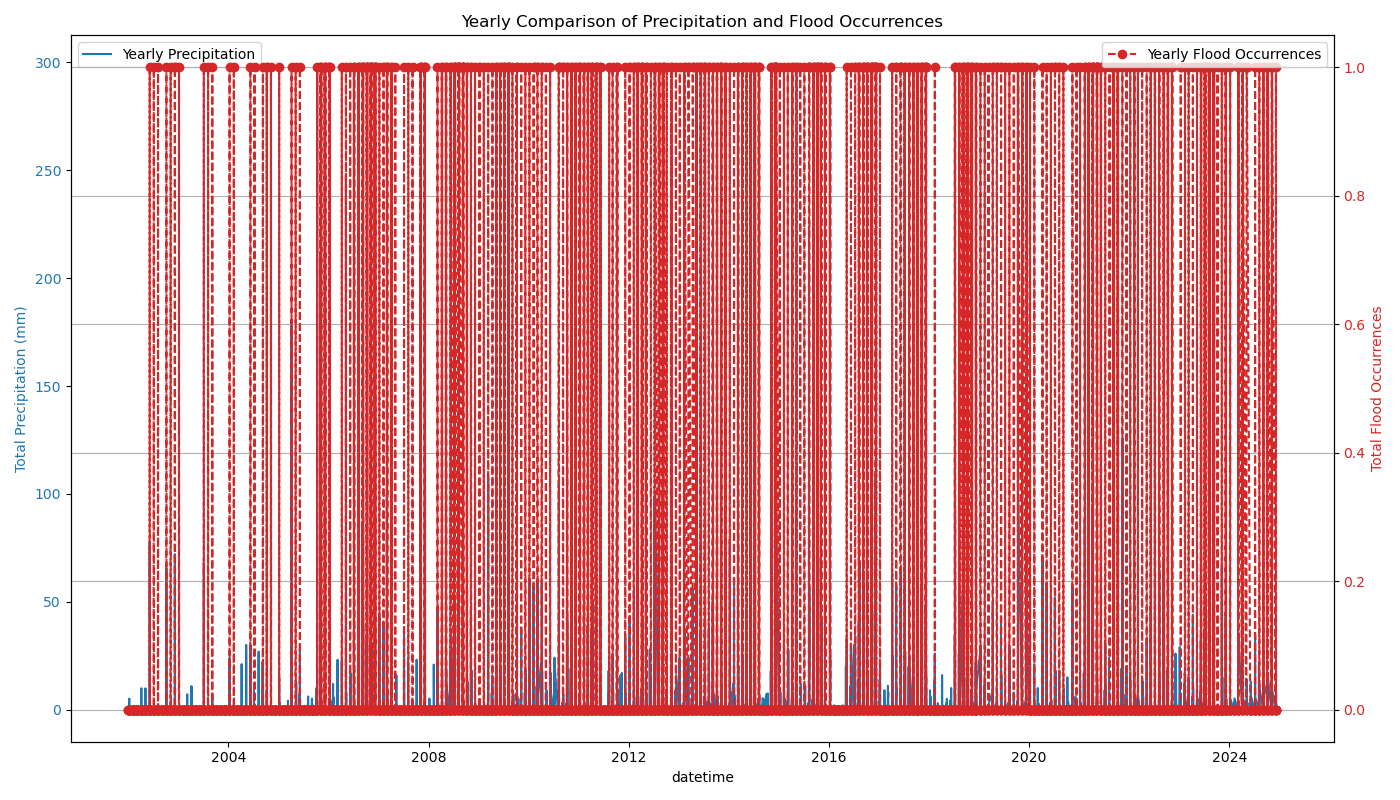 Yearly Comparison of Precipitation and Flood Occurrences
Yearly Precipitation
Yearly Flood Occurrences
Total Precipitation (mm)
300
250
200
150
100
50
0
1.0
0.8
0.6
0.4
0.2
0.0
Total Flood Occurrences
2004 2008 2012 2016 2020 2024
datetime